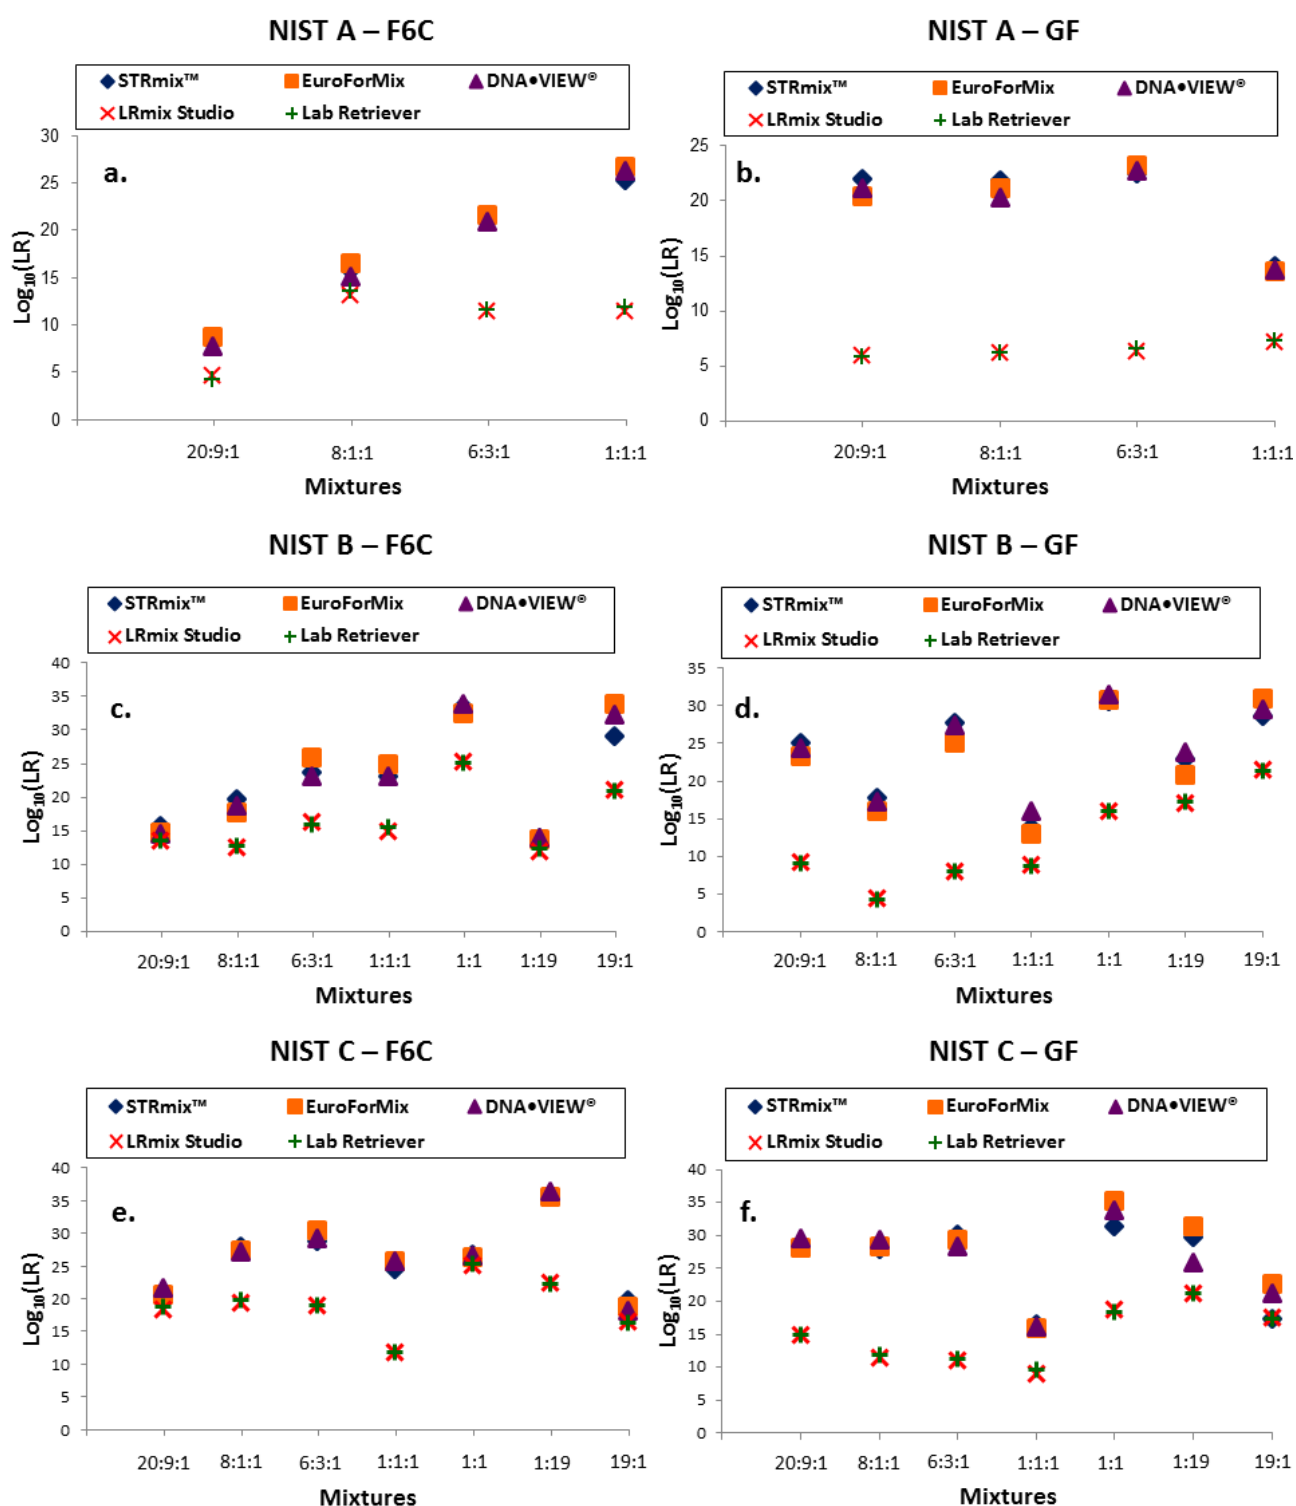 NIST A – F6C
STRmix™ EuroForMix DNA•VIEW®
LRmix Studio Lab Retriever
a.
Log10(LR)
30
25
20
15
10
5
0
20:9:1 8:1:1 6:3:1 1:1:1
Mixtures
NIST A – GF
STRmix™ EuroForMix DNA•VIEW®
LRmix Studio Lab Retriever
b.
Log10(LR)
25
20
15
10
5
0
20:9:1 8:1:1 6:3:1 1:1:1
Mixtures
NIST B – F6C
STRmix™ EuroForMix DNA•VIEW®
LRmix Studio Lab Retriever
c.
Log10(LR)
40
35
30
25
20
15
10
5
0
20:9:1 8:1:1 6:3:1 1:1:1 1:1 1:19 19:1
Mixtures
NIST B – GF
STRmix™ EuroForMix DNA•VIEW®
LRmix Studio Lab Retriever
d.
Log10(LR)
35
30
25
20
15
10
5
0
20:9:1 8:1:1 6:3:1 1:1:1 1:1 1:19 19:1
Mixtures
NIST C – F6C
STRmix™ EuroForMix DNA•VIEW®
LRmix Studio Lab Retriever
e.
Log10(LR)
40
35
30
25
20
15
10
5
0
20:9:1 8:1:1 6:3:1 1:1:1 1:1 1:19 19:1
Mixtures
NIST C – GF
STRmix™ EuroForMix DNA•VIEW®
LRmix Studio Lab Retriever
f.
Log10(LR)
40
35
30
25
20
15
10
5
0
20:9:1 8:1:1 6:3:1 1:1:1 1:1 1:19 19:1
Mixtures